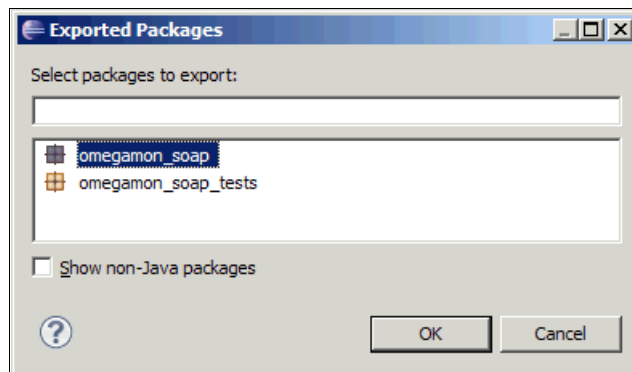 Exported Packages
Select packages to export:
omegamon_soap
omegamon_soap_tests
Show non-Java packages
?
OK Cancel